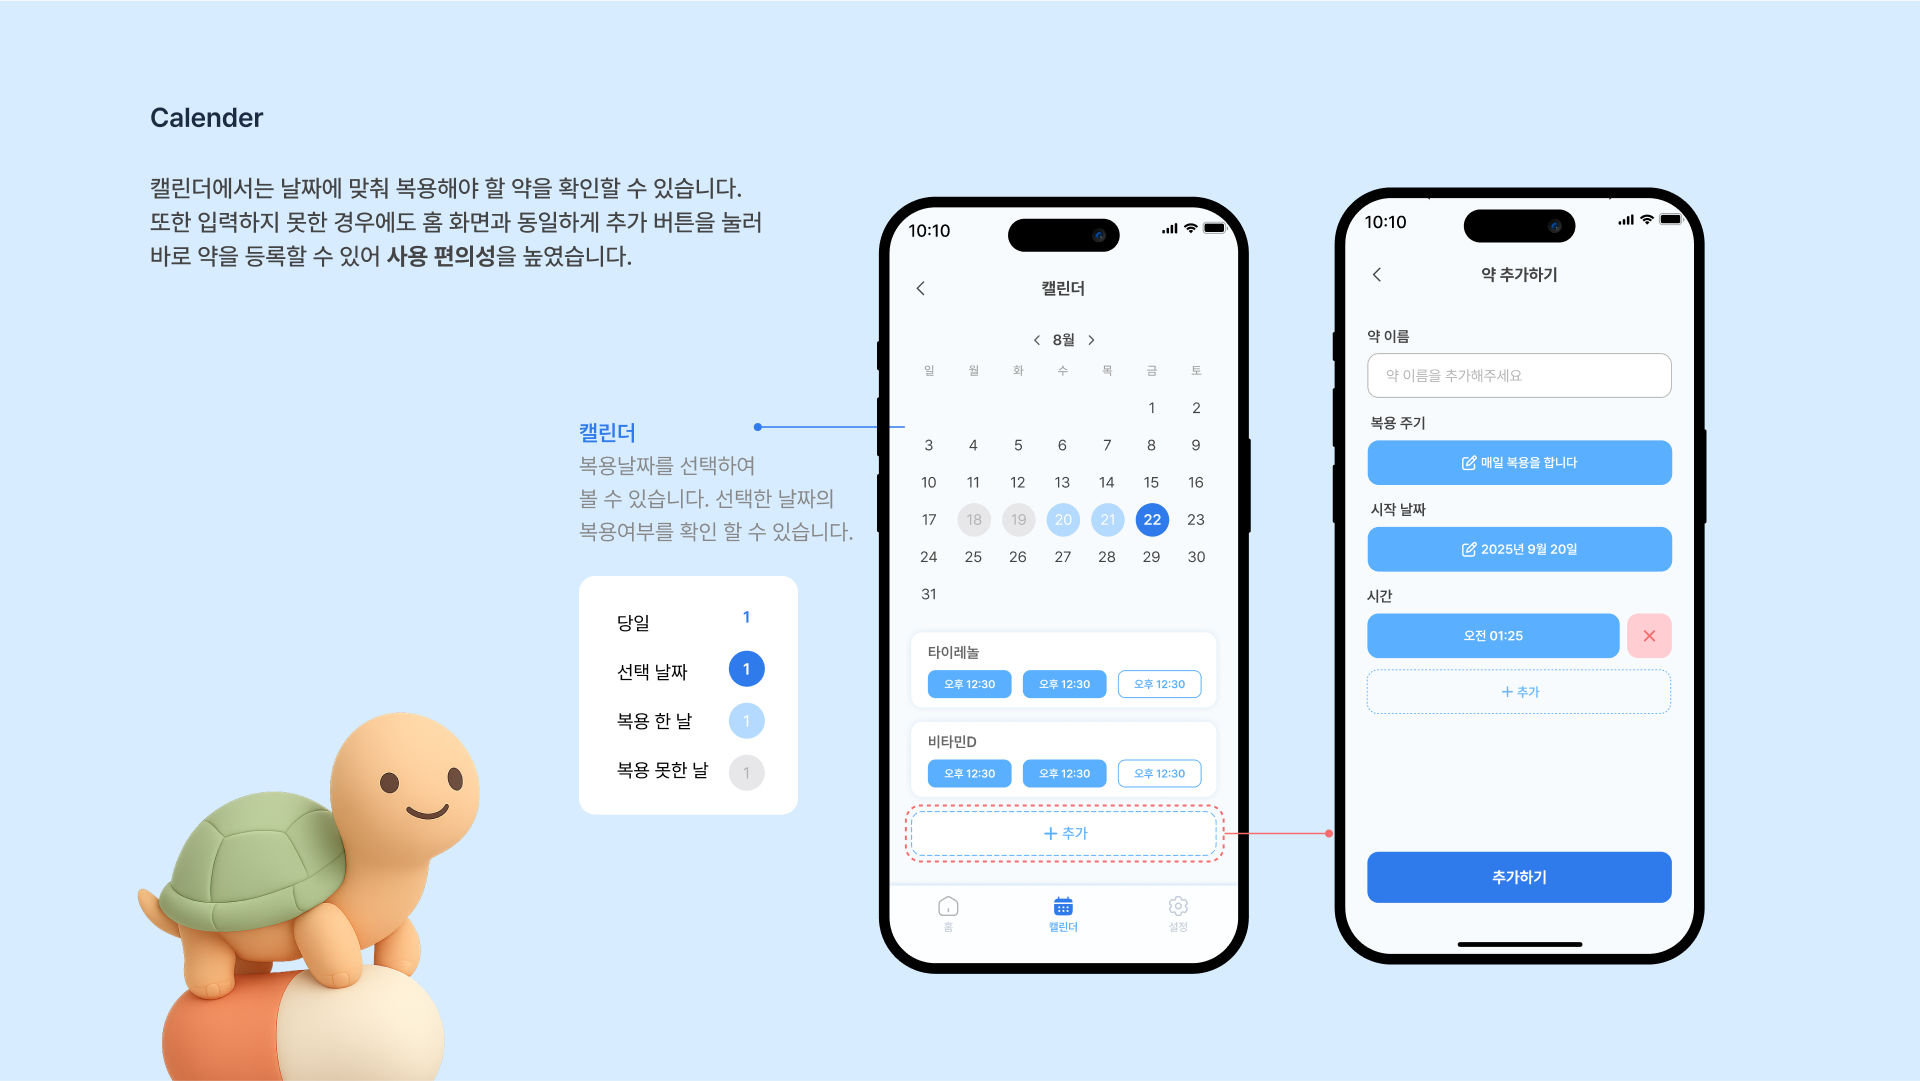 Calender
캘린더에서는 날짜에 맞춰 복용해야 할 약을 확인할 수 있습니다.
또한 입력하지 못한 경우에도 홈 화면과 동일하게 추가 버튼을 눌러
바로 약을 등록할 수 있어 사용 편의성을 높였습니다.
캘린더
복용날짜를 선택하여
볼 수 있습니다. 선택한 날짜의
복용여부를 확인 할 수 있습니다.
당일 1
선택 날짜 1
복용 한 날 1
복용 못한 날 1
10:10
캘린더
8월
일 월 화 수 목 금 토
1 2
3 4 5 6 7 8 9
10 11 12 13 14 15 16
17 18 19 20 21 22 23
24 25 26 27 28 29 30
31
타이레놀
오후 12:30 오후 12:30 오후 12:30
비타민D
오후 12:30 오후 12:30 오후 12:30
+ 추가
홈 캘린더 설정
10:10
약 추가하기
약 이름
약 이름을 추가해주세요
복용 주기
매일 복용을 합니다
시작 날짜
2025년 9월 20일
시간
오전 01:25
+ 추가
추가하기